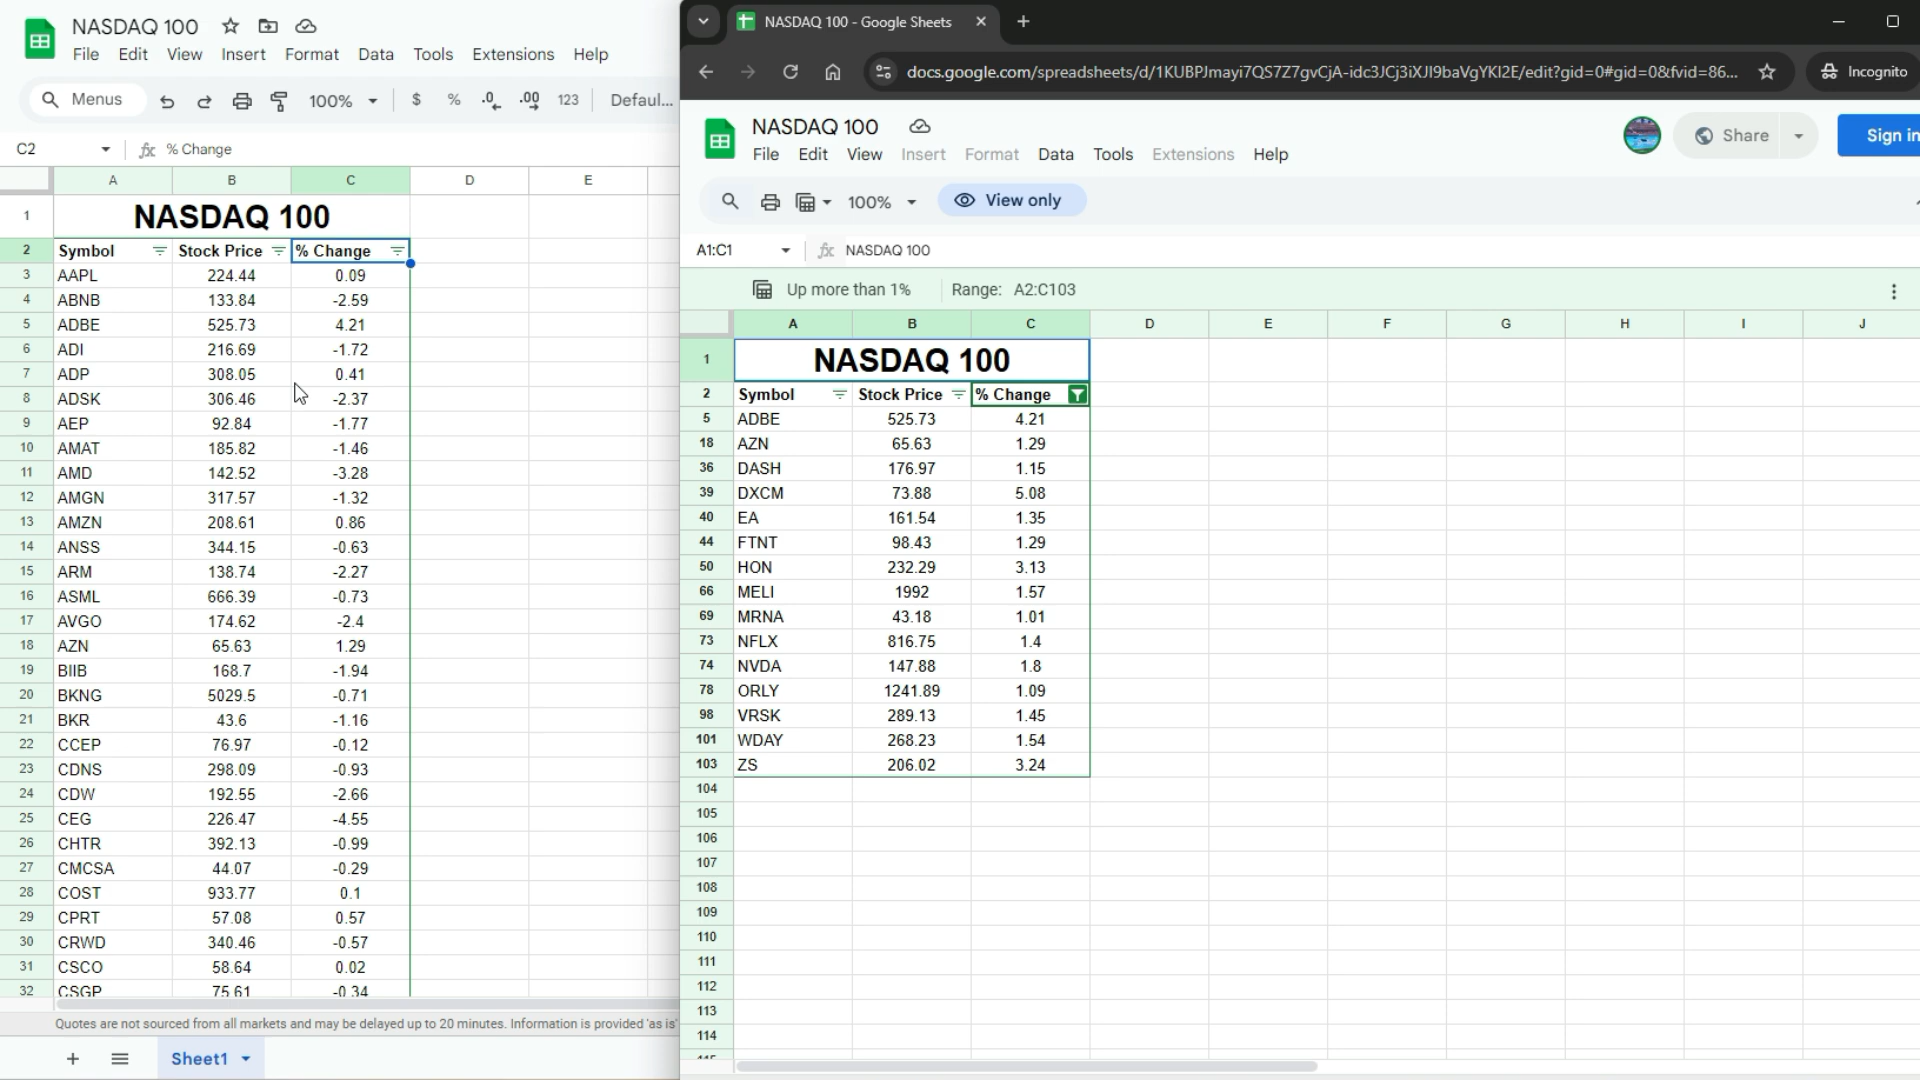 NASDAQ 100
File Edit View Insert Format Data Tools Extensions Help
Menus 100% $ % .0 .00 123 Defaul...
C2 fx % Change
A B C D E
1 NASDAQ 100
2 Symbol Stock Price % Change
3 AAPL 224.44 0.09
4 ABNB 133.84 -2.59
5 ADBE 525.73 4.21
6 ADI 216.69 -1.72
7 ADP 308.05 0.41
8 ADSK 306.46 -2.37
9 AEP 92.84 -1.77
10 AMAT 185.82 -1.46
11 AMD 142.52 -3.28
12 AMGN 317.57 -1.32
13 AMZN 208.61 0.86
14 ANSS 344.15 -0.63
15 ARM 138.74 -2.27
16 ASML 666.39 -0.73
17 AVGO 174.62 -2.4
18 AZN 65.63 1.29
19 BIIB 168.7 -1.94
20 BKNG 5029.5 -0.71
21 BKR 43.6 -1.16
22 CCEP 76.97 -0.12
23 CDNS 298.09 -0.93
24 CDW 192.55 -2.66
25 CEG 226.47 -4.55
26 CHTR 392.13 -0.99
27 CMCSA 44.07 -0.29
28 COST 933.77 0.1
29 CPRT 57.08 0.57
30 CRWD 340.46 -0.57
31 CSCO 58.64 0.02
32 CSGP 75.61 -0.34
Quotes are not sourced from all markets and may be delayed up to 20 minutes. Information is provided 'as is'
Sheet1
NASDAQ 100 - Google Sheets
docs.google.com/spreadsheets/d/1KUBPJmayi7QS7Z7gvCjA-idc3JCj3iXJI9baVgYKI2E/edit?gid=0#gid=0&fvid=86... Incognito
NASDAQ 100 Share Sign in
File Edit View Insert Format Data Tools Extensions Help
100% View only
A1:C1 fx NASDAQ 100
Up more than 1% Range: A2:C103
A B C D E F G H I J
1 NASDAQ 100
2 Symbol Stock Price % Change
5 ADBE 525.73 4.21
18 AZN 65.63 1.29
36 DASH 176.97 1.15
39 DXCM 73.88 5.08
40 EA 161.54 1.35
44 FTNT 98.43 1.29
50 HON 232.29 3.13
66 MELI 1992 1.57
69 MRNA 43.18 1.01
73 NFLX 816.75 1.4
74 NVDA 147.88 1.8
78 ORLY 1241.89 1.09
98 VRSK 289.13 1.45
101 WDAY 268.23 1.54
103 ZS 206.02 3.24
104
105
106
107
108
109
110
111
112
113
114